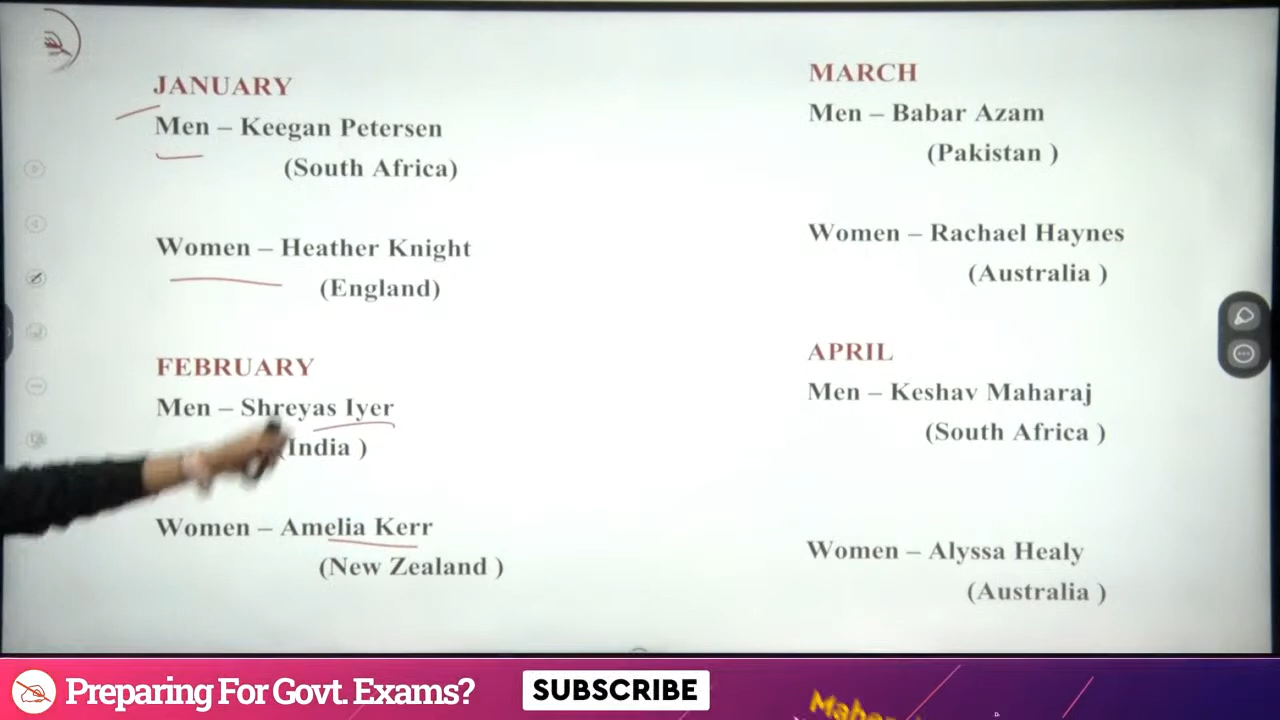 JANUARY
Men – Keegan Petersen
(South Africa)
Women – Heather Knight
(England)
FEBRUARY
Men – Shreyas Iyer
(India )
Women – Amelia Kerr
(New Zealand )
MARCH
Men – Babar Azam
(Pakistan )
Women – Rachael Haynes
(Australia )
APRIL
Men – Keshav Maharaj
(South Africa )
Women – Alyssa Healy
(Australia )
Preparing For Govt. Exams?
SUBSCRIBE